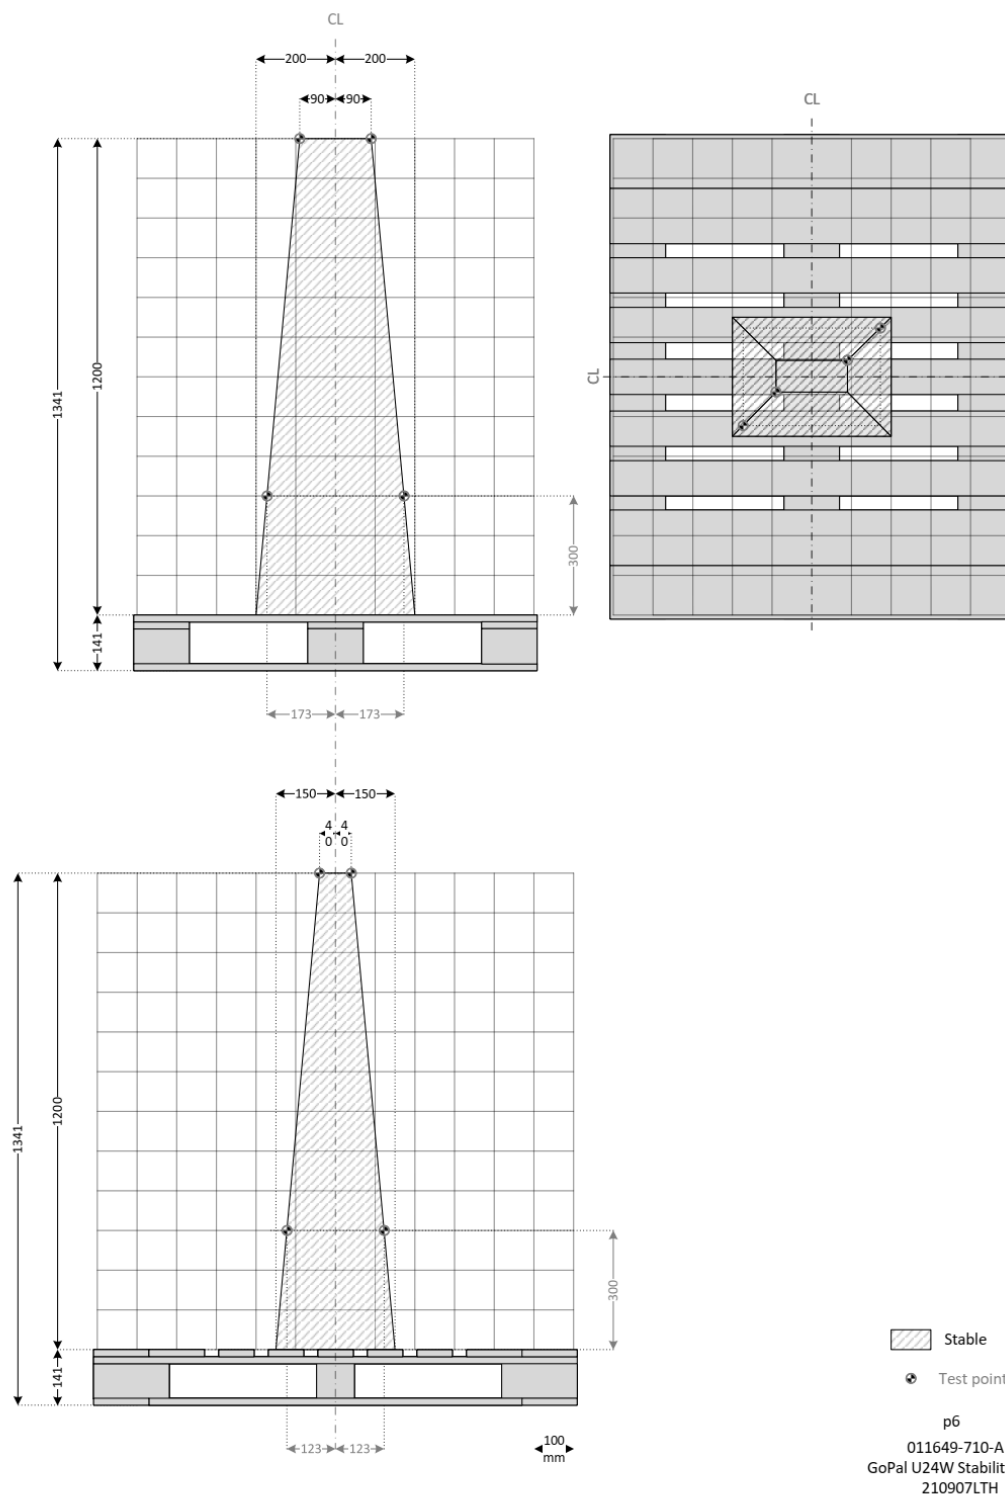 CL
200 200
90 90
CL
1341
1200
CL
300
141
173 173
150 150
4 4
0 0
1341
1200
300
141
Stable
Test point
123 123
100
mm
p6
011649-710-A
GoPal U24W Stabilit
210907LTH